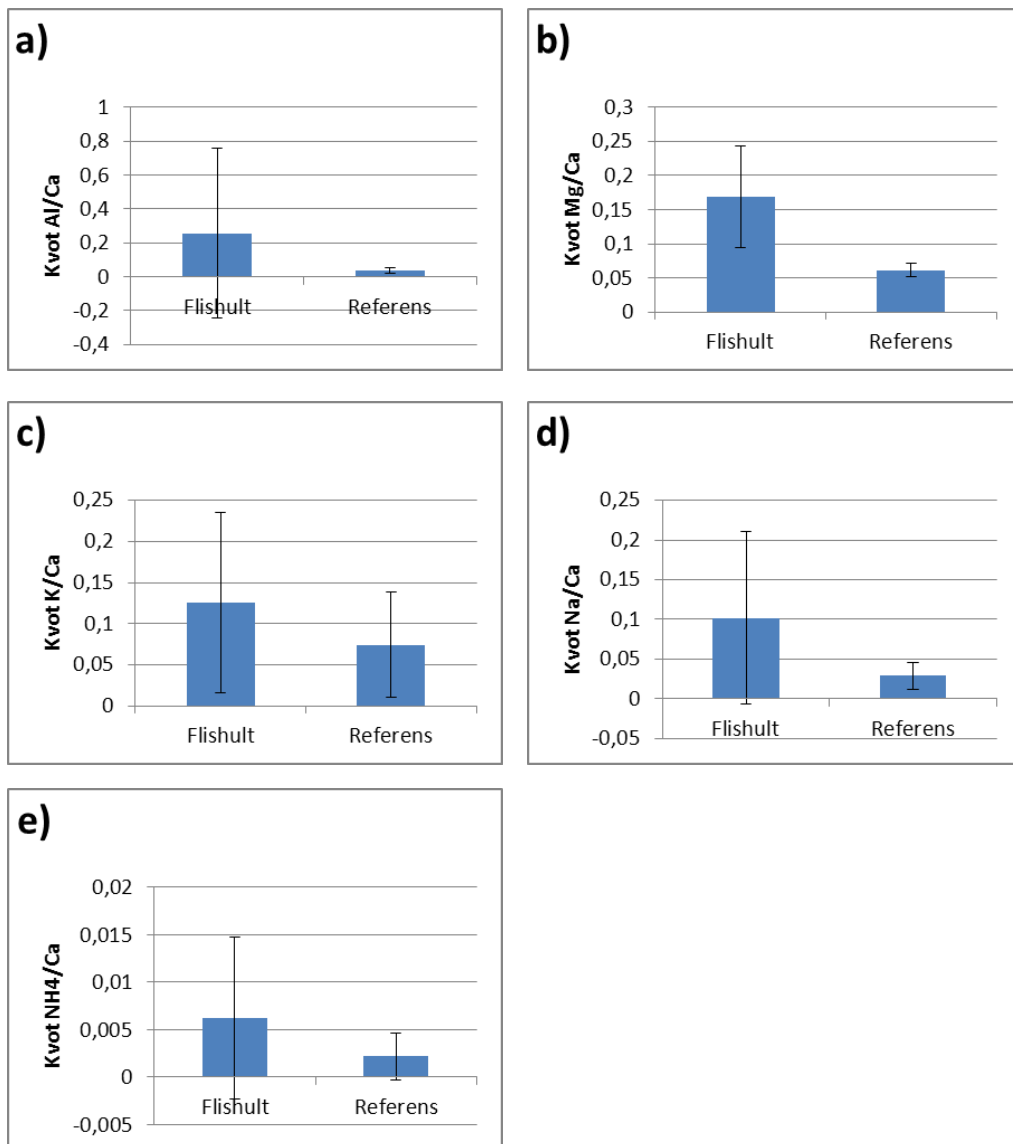 a)
Kvot Al/Ca
1
0,8
0,6
0,4
0,2
0
-0,2
-0,4
Flishult
Referens
b)
Kvot Mg/Ca
0,3
0,25
0,2
0,15
0,1
0,05
0
Flishult
Referens
c)
Kvot K/Ca
0,25
0,2
0,15
0,1
0,05
0
Flishult
Referens
d)
Kvot Na/Ca
0,25
0,2
0,15
0,1
0,05
0
-0,05
Flishult
Referens
e)
Kvot NH4/Ca
0,02
0,015
0,01
0,005
0
-0,005
Flishult
Referens